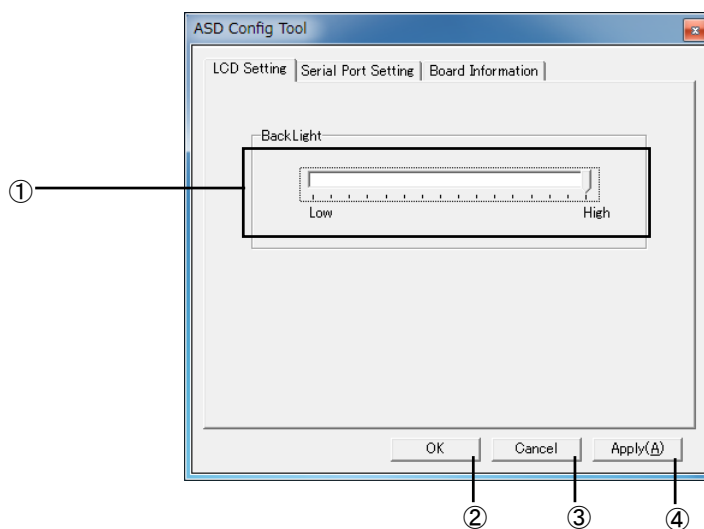 ASD Config Tool
LCD Setting Serial Port Setting Board Information
BackLight
①
Low High
OK Cancel Apply(A)
② ③ ④